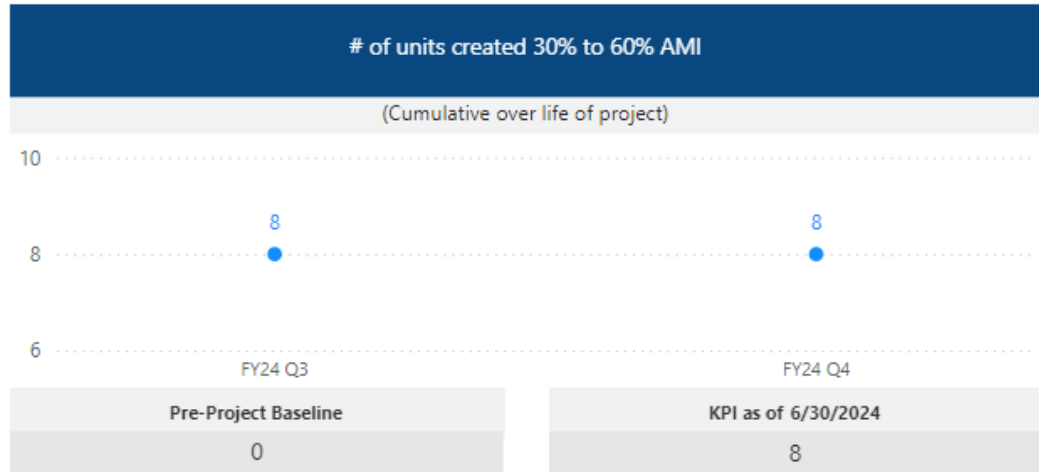 # of units created 30% to 60% AMI
(Cumulative over life of project)
10
8 8
8
6
FY24 Q3 FY24 Q4
Pre-Project Baseline KPI as of 6/30/2024
0 8